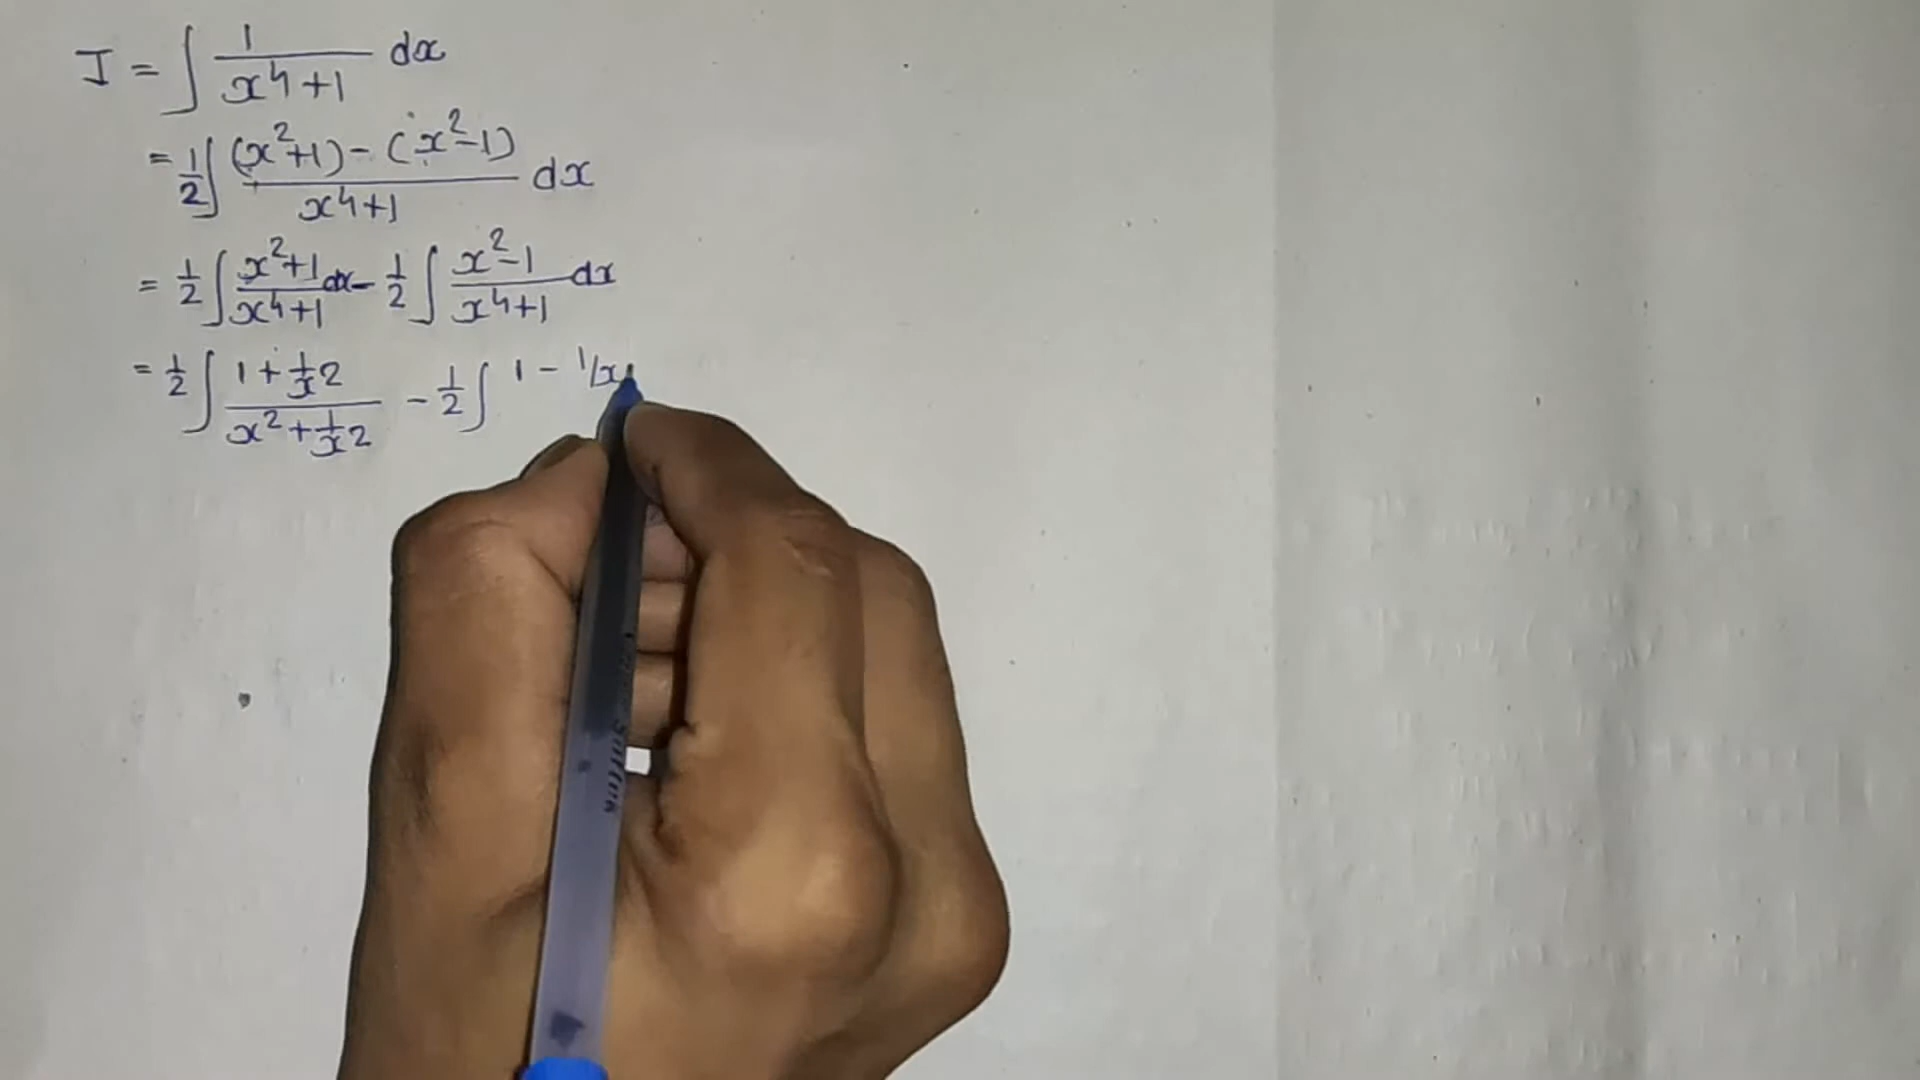 I = ∫ 1/(x⁴+1) dx
= 1/2 ∫ ((x²+1) - (x²-1))/(x⁴+1) dx
= 1/2 ∫ (x²+1)/(x⁴+1) dx - 1/2 ∫ (x²-1)/(x⁴+1) dx
= 1/2 ∫ (1 + 1/x²)/(x² + 1/x²) - 1/2 ∫ 1 - 1/x